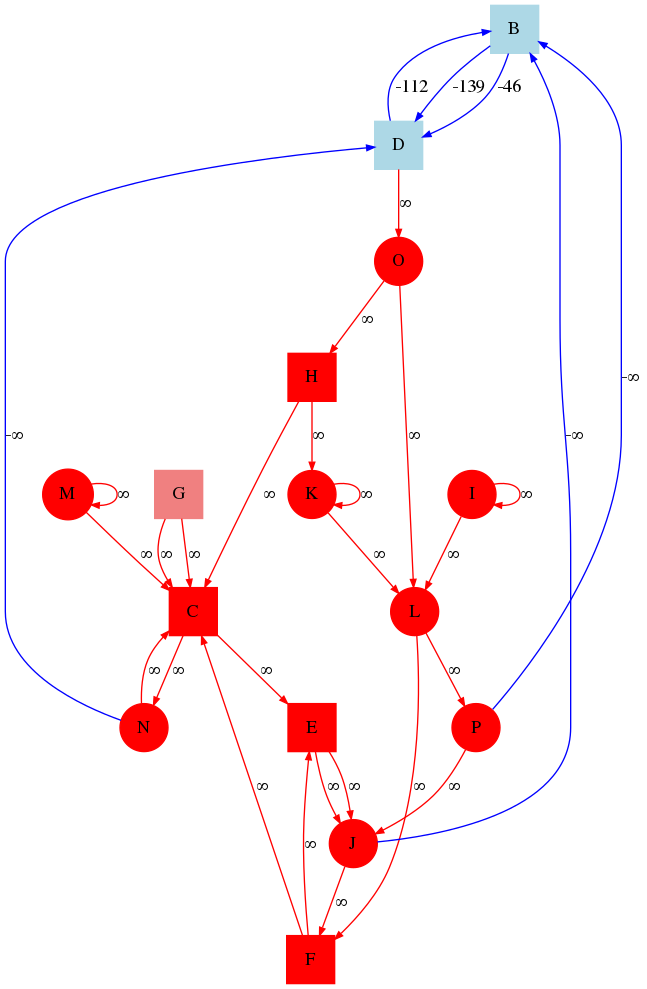 B
-112
-139
-46
D
∞
O
∞
-∞
H
-∞
∞
∞
∞
-∞
M
∞
G
∞
K
∞
I
∞
∞
∞
∞
∞
∞
C
L
∞
∞
∞
∞
N
E
P
∞
∞
∞
∞
∞
∞
J
∞
F